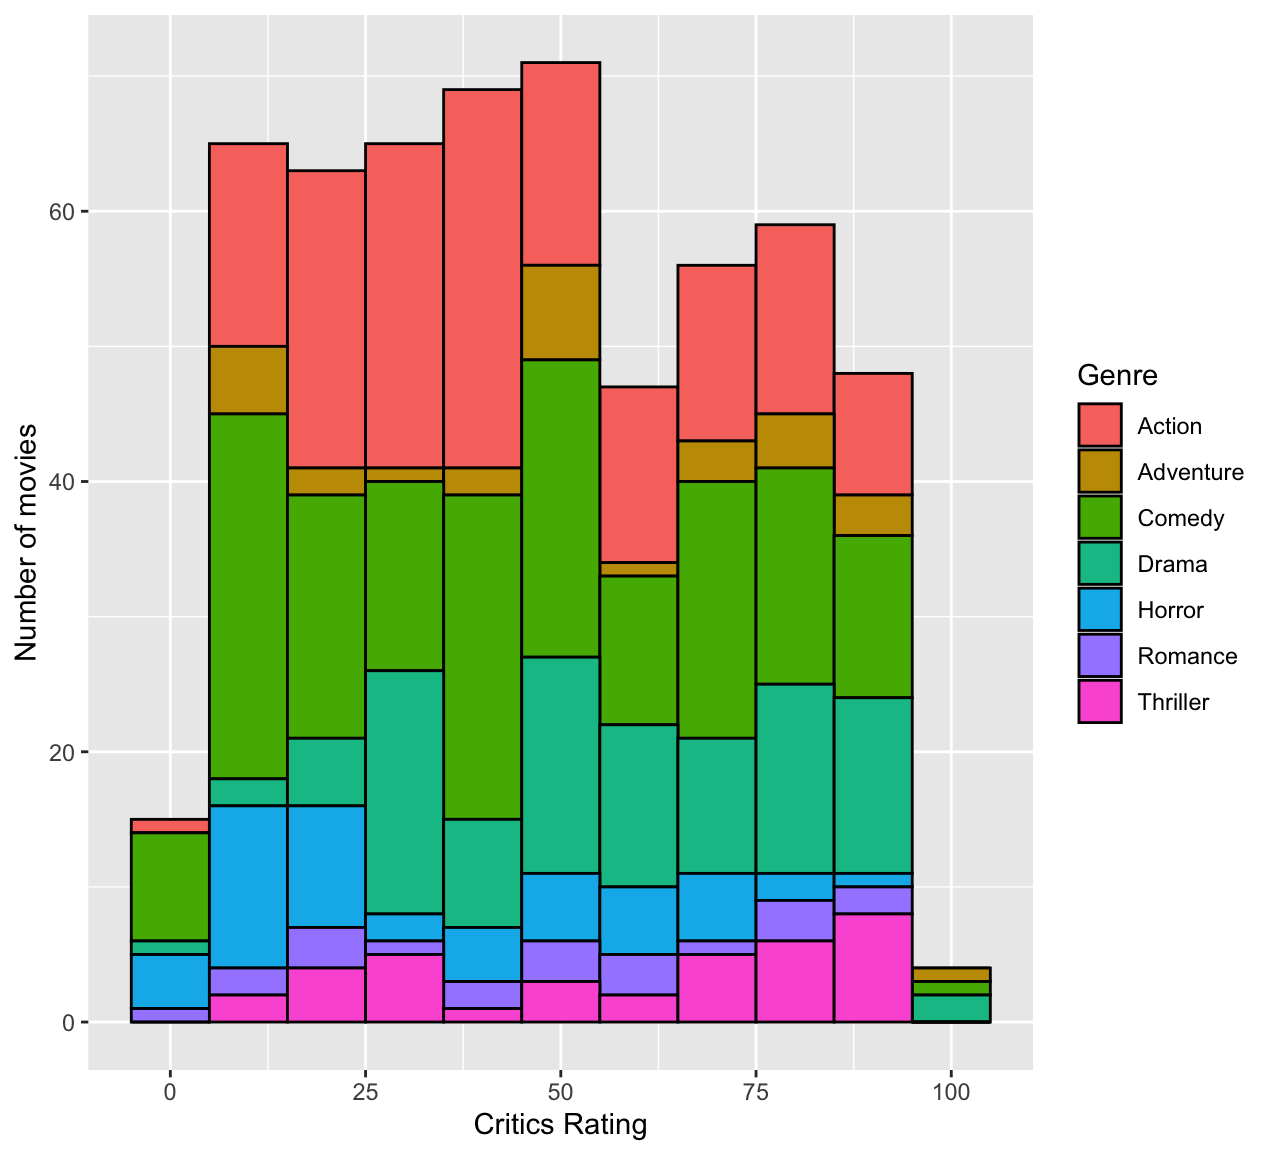 Number of movies
60
40
20
0
0 25 50 75 100
Critics Rating
Genre
Action
Adventure
Comedy
Drama
Horror
Romance
Thriller